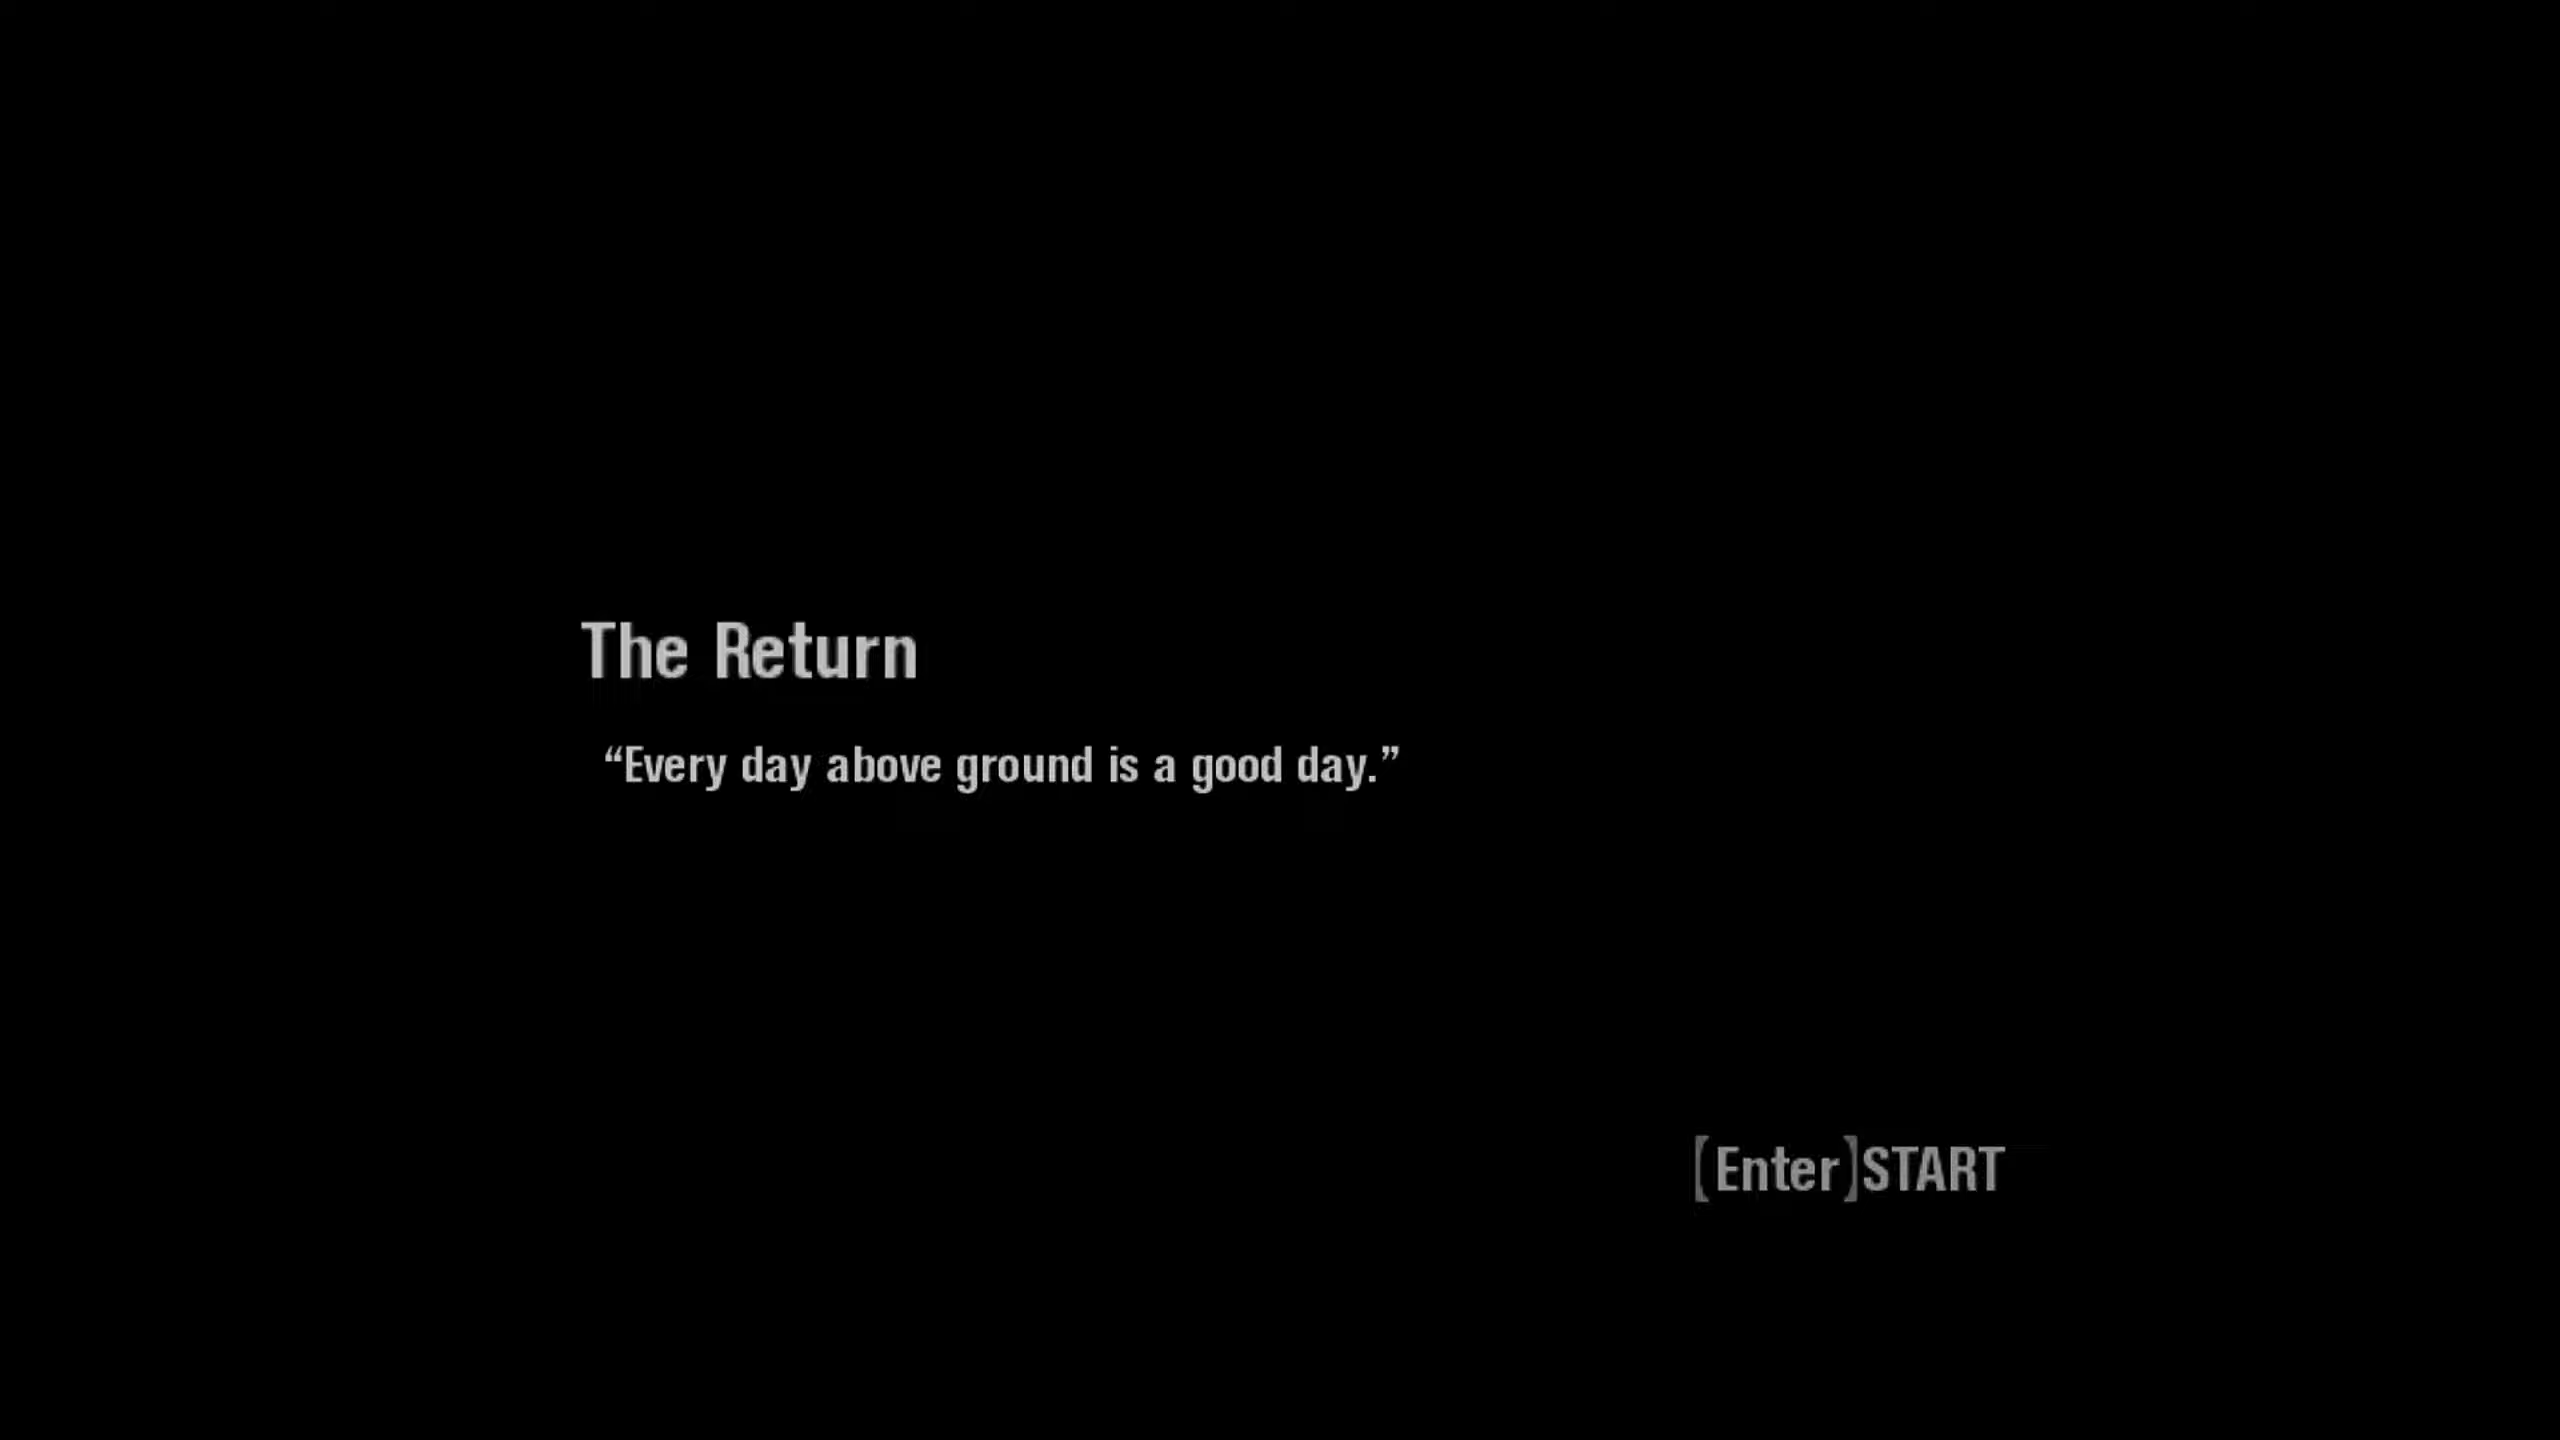 The Return
“Every day above ground is a good day.”
[Enter]START